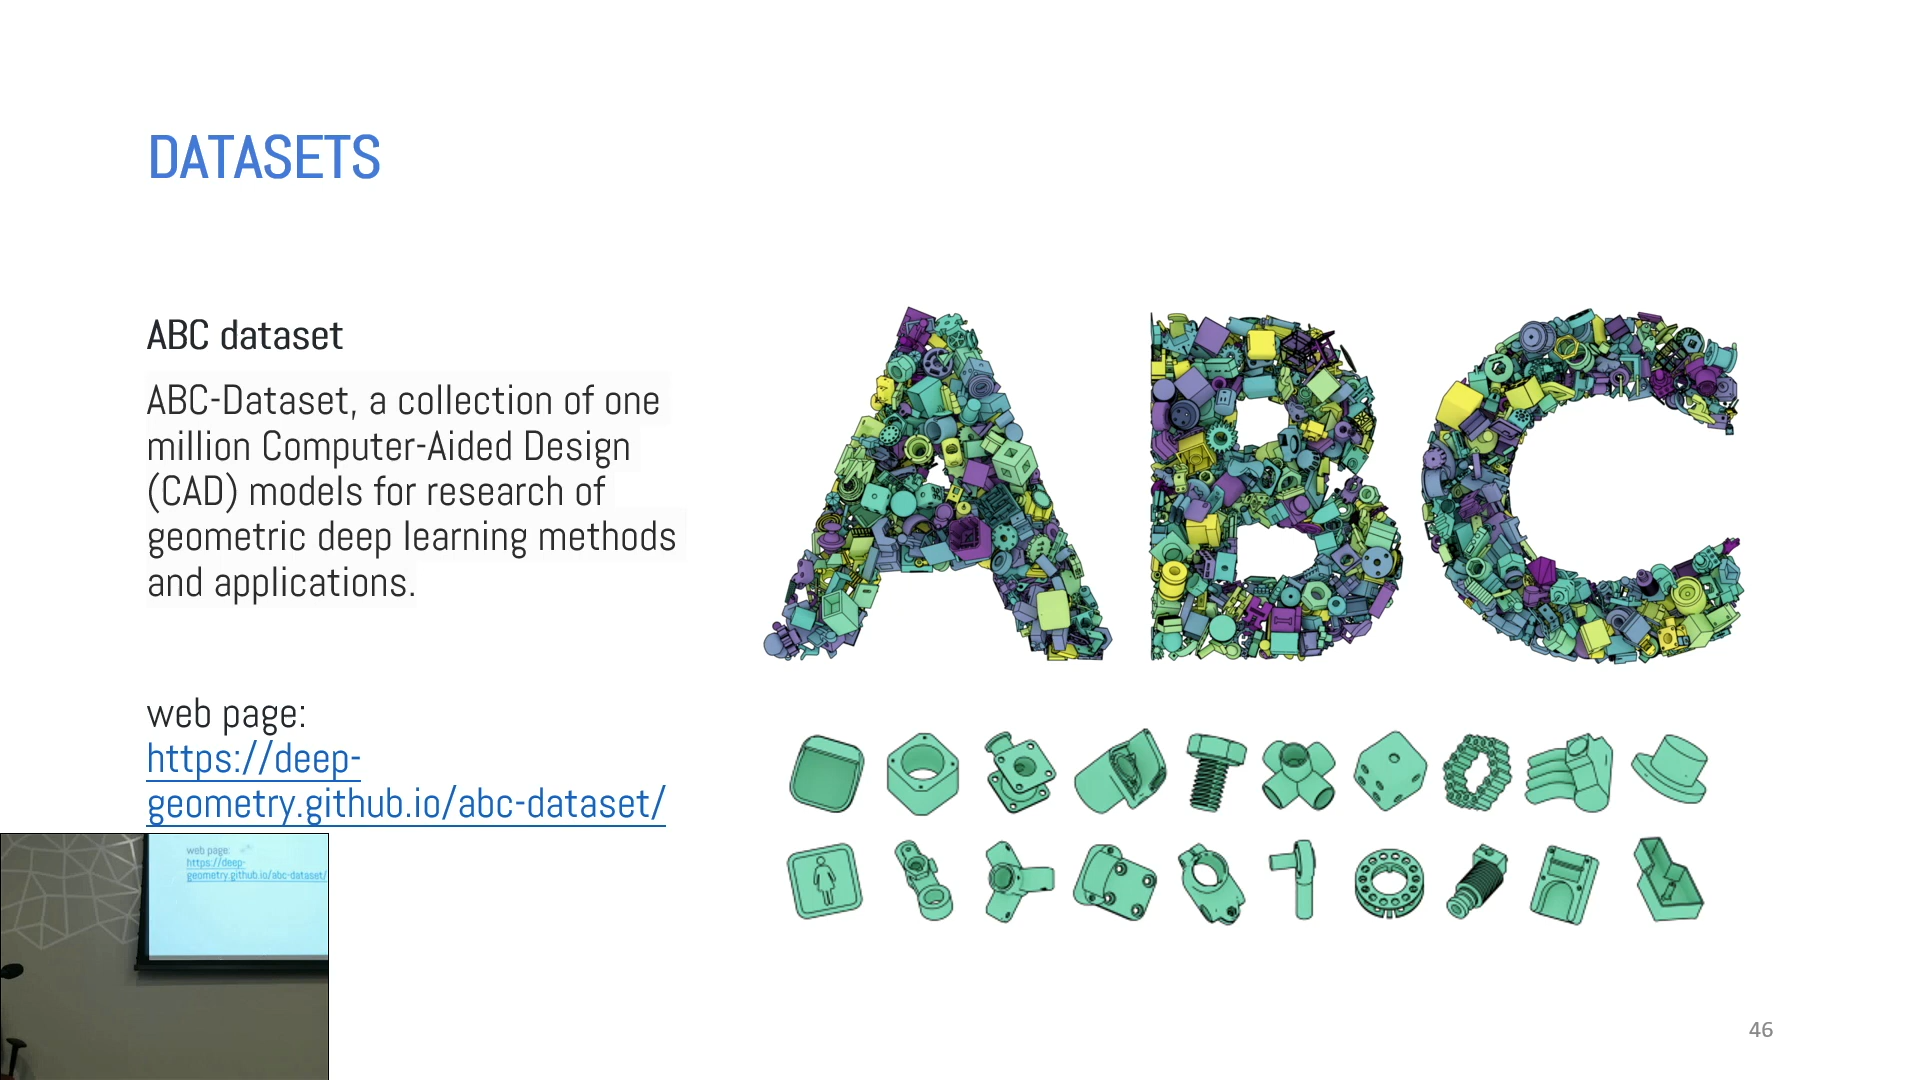 DATASETS
ABC dataset
ABC-Dataset, a collection of one
million Computer-Aided Design
(CAD) models for research of
geometric deep learning methods
and applications.
web page:
https://deep-
geometry.github.io/abc-dataset/
ABC
web page:
https://deep-
geometry.github.io/abc-dataset/
46